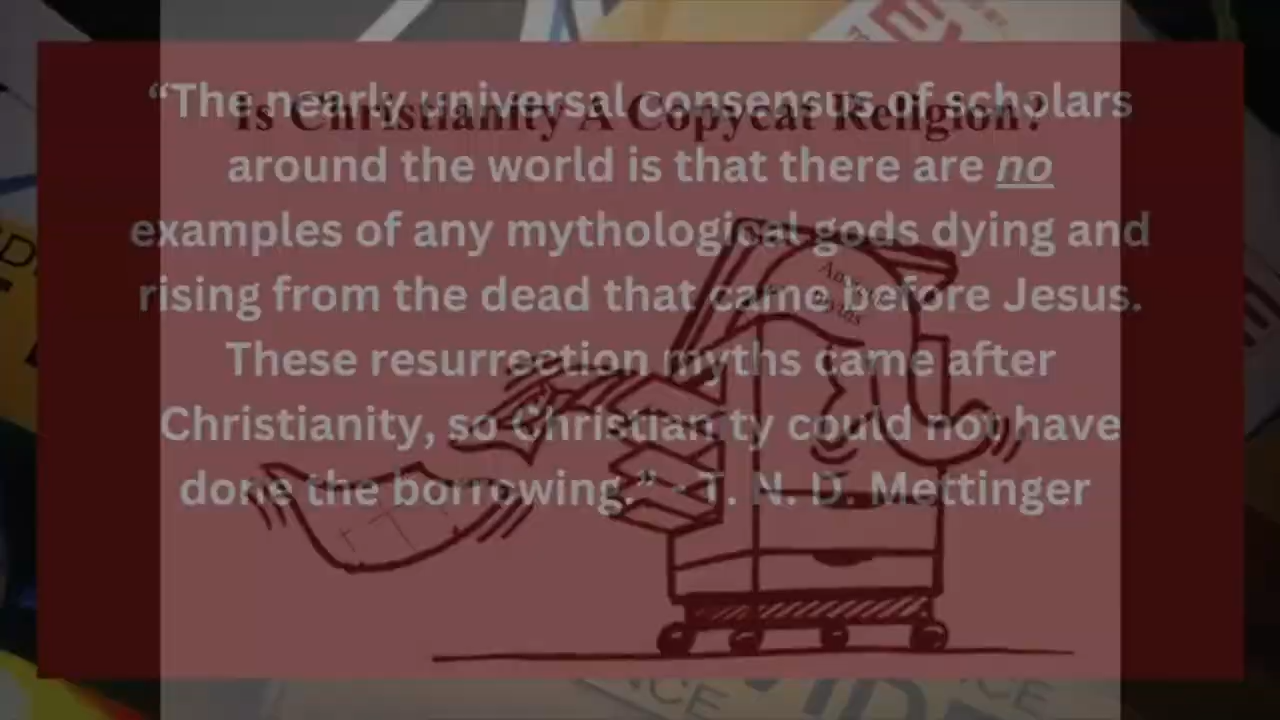 “The nearly universal consensus of scholars
Is Christianity A Copycat Religion?
around the world is that there are no
examples of any mythological gods dying and
rising from the dead that came before Jesus.
These resurrection myths came after
Christianity, so Christianity could not have
done the borrowing.” - T. N. D. Mettinger